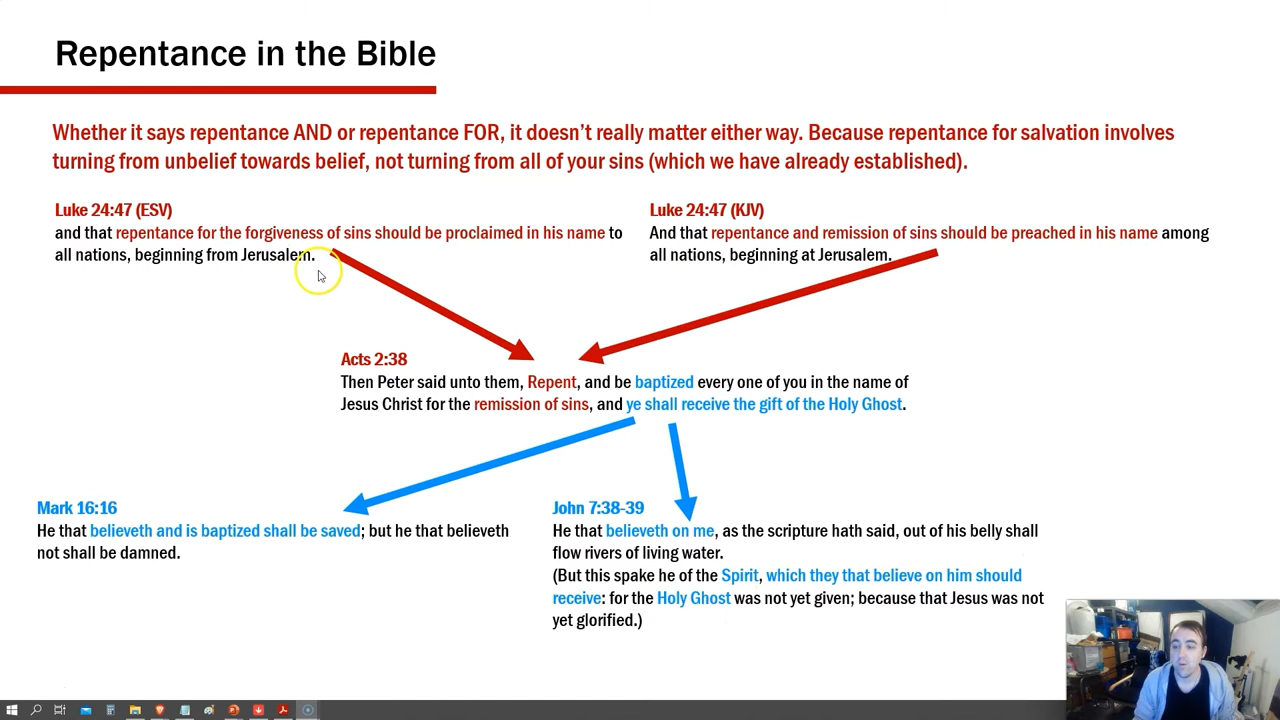 Repentance in the Bible
Whether it says repentance AND or repentance FOR, it doesn't really matter either way. Because repentance for salvation involves
turning from unbelief towards belief, not turning from all of your sins (which we have already established).
Luke 24:47 (ESV)
and that repentance for the forgiveness of sins should be proclaimed in his name to
all nations, beginning from Jerusalem.
Luke 24:47 (KJV)
And that repentance and remission of sins should be preached in his name among
all nations, beginning at Jerusalem.
Acts 2:38
Then Peter said unto them, Repent, and be baptized every one of you in the name of
Jesus Christ for the remission of sins, and ye shall receive the gift of the Holy Ghost.
Mark 16:16
He that believeth and is baptized shall be saved; but he that believeth
not shall be damned.
John 7:38-39
He that believeth on me, as the scripture hath said, out of his belly shall
flow rivers of living water.
(But this spake he of the Spirit, which they that believe on him should
receive: for the Holy Ghost was not yet given; because that Jesus was not
yet glorified.)